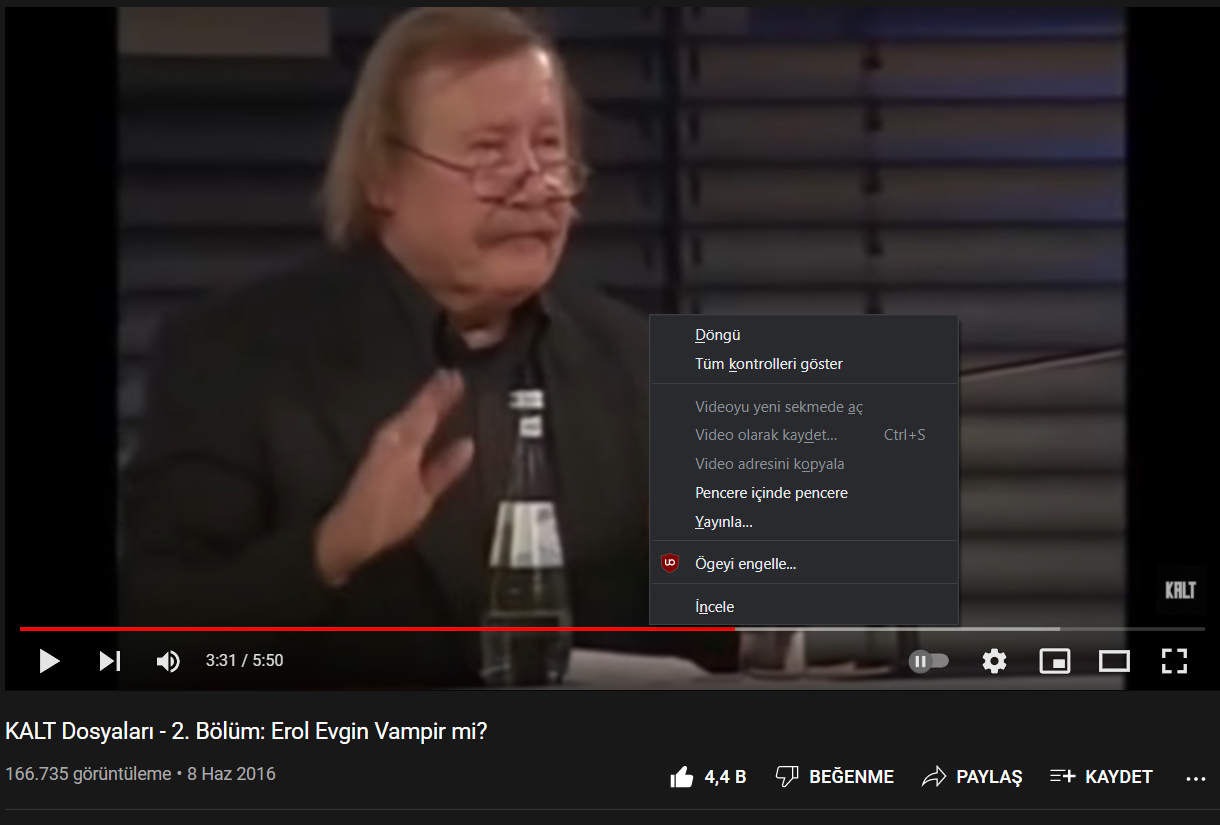 Döngü
Tüm kontrolleri göster
Videoyu yeni sekmede aç
Video olarak kaydet... Ctrl+S
Video adresini kopyala
Pencere içinde pencere
Yayınla...
Ögeyi engelle...
İncele
KALT
3:31 / 5:50
KALT Dosyaları - 2. Bölüm: Erol Evgin Vampir mi?
166.735 görüntüleme • 8 Haz 2016
4,4 B BEĞENME PAYLAŞ KAYDET ...